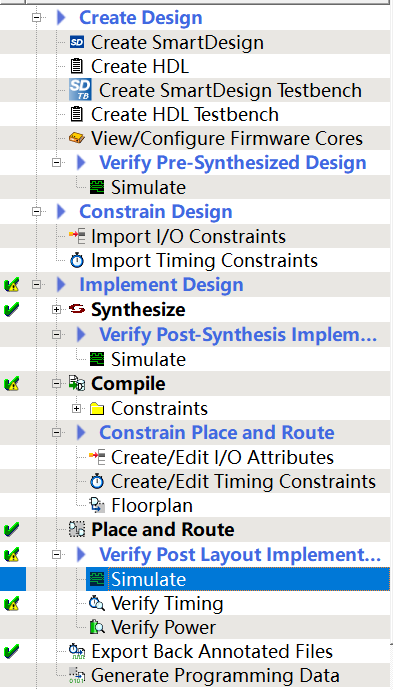 Create Design
SD Create SmartDesign
Create HDL
SD TB Create SmartDesign Testbench
Create HDL Testbench
View/Configure Firmware Cores
Verify Pre-Synthesized Design
Simulate
Constrain Design
Import I/O Constraints
Import Timing Constraints
Implement Design
Synthesize
Verify Post-Synthesis Implem...
Simulate
Compile
Constraints
Constrain Place and Route
Create/Edit I/O Attributes
Create/Edit Timing Constraints
Floorplan
Place and Route
Verify Post Layout Implement...
Simulate
Verify Timing
Verify Power
Export Back Annotated Files
Generate Programming Data